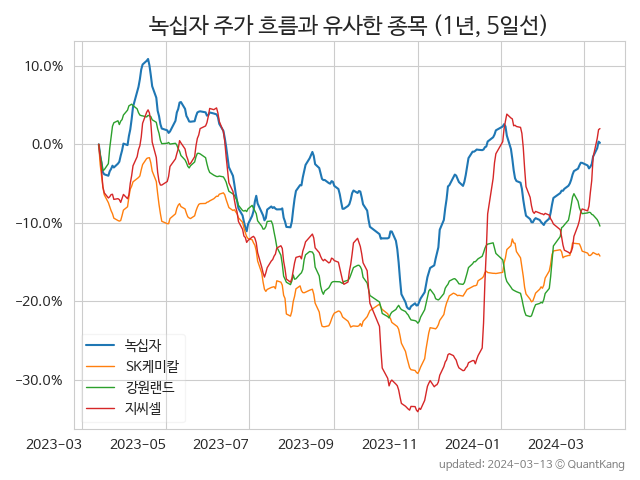 녹십자 주가 흐름과 유사한 종목 (1년, 5일선)
10.0%
0.0%
−10.0%
−20.0%
−30.0%
녹십자
SK케미칼
강원랜드
지씨셀
2023-03 2023-05 2023-07 2023-09 2023-11 2024-01 2024-03
updated: 2024-03-13 © QuantKang